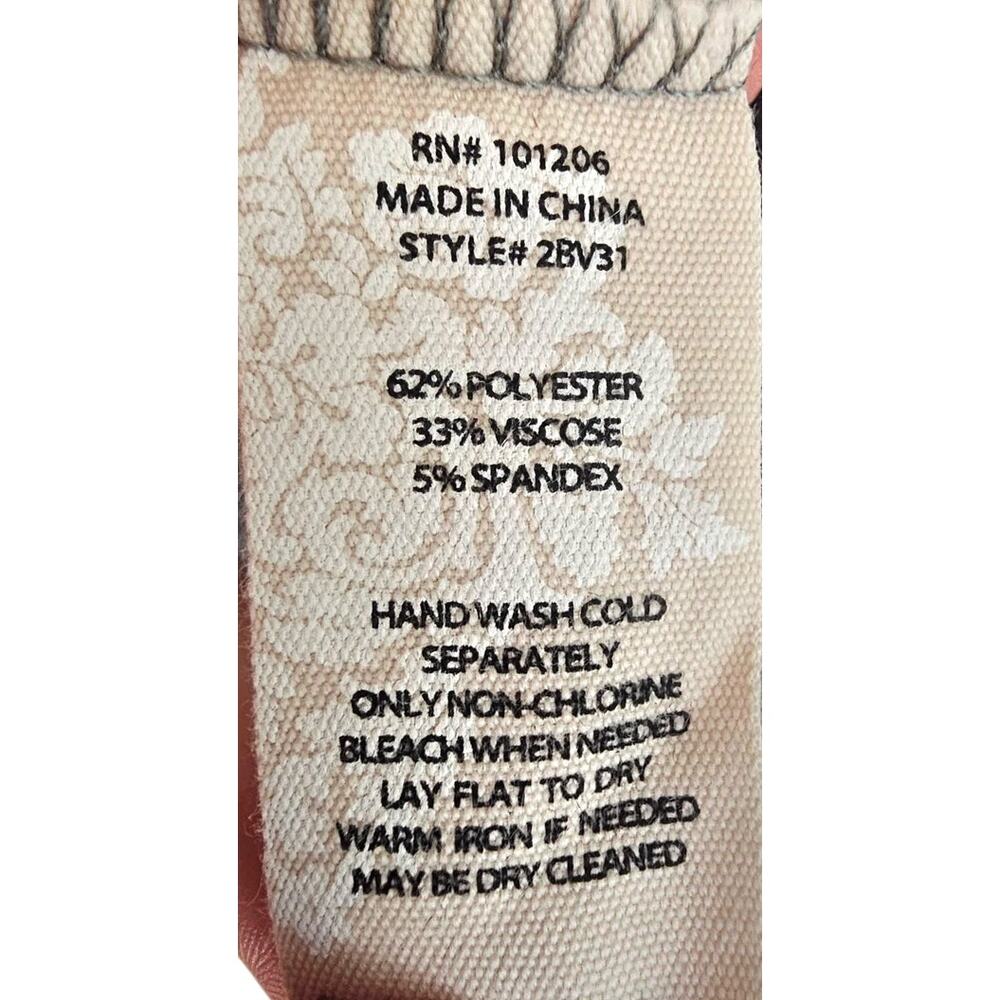 RN# 101206
MADE IN CHINA
STYLE# 2BV31
62% POLYESTER
33% VISCOSE
5% SPANDEX
HAND WASH COLD
SEPARATELY
ONLY NON-CHLORINE
BLEACH WHEN NEEDED
LAY FLAT TO DRY
WARM IRON IF NEEDED
MAY BE DRY CLEANED